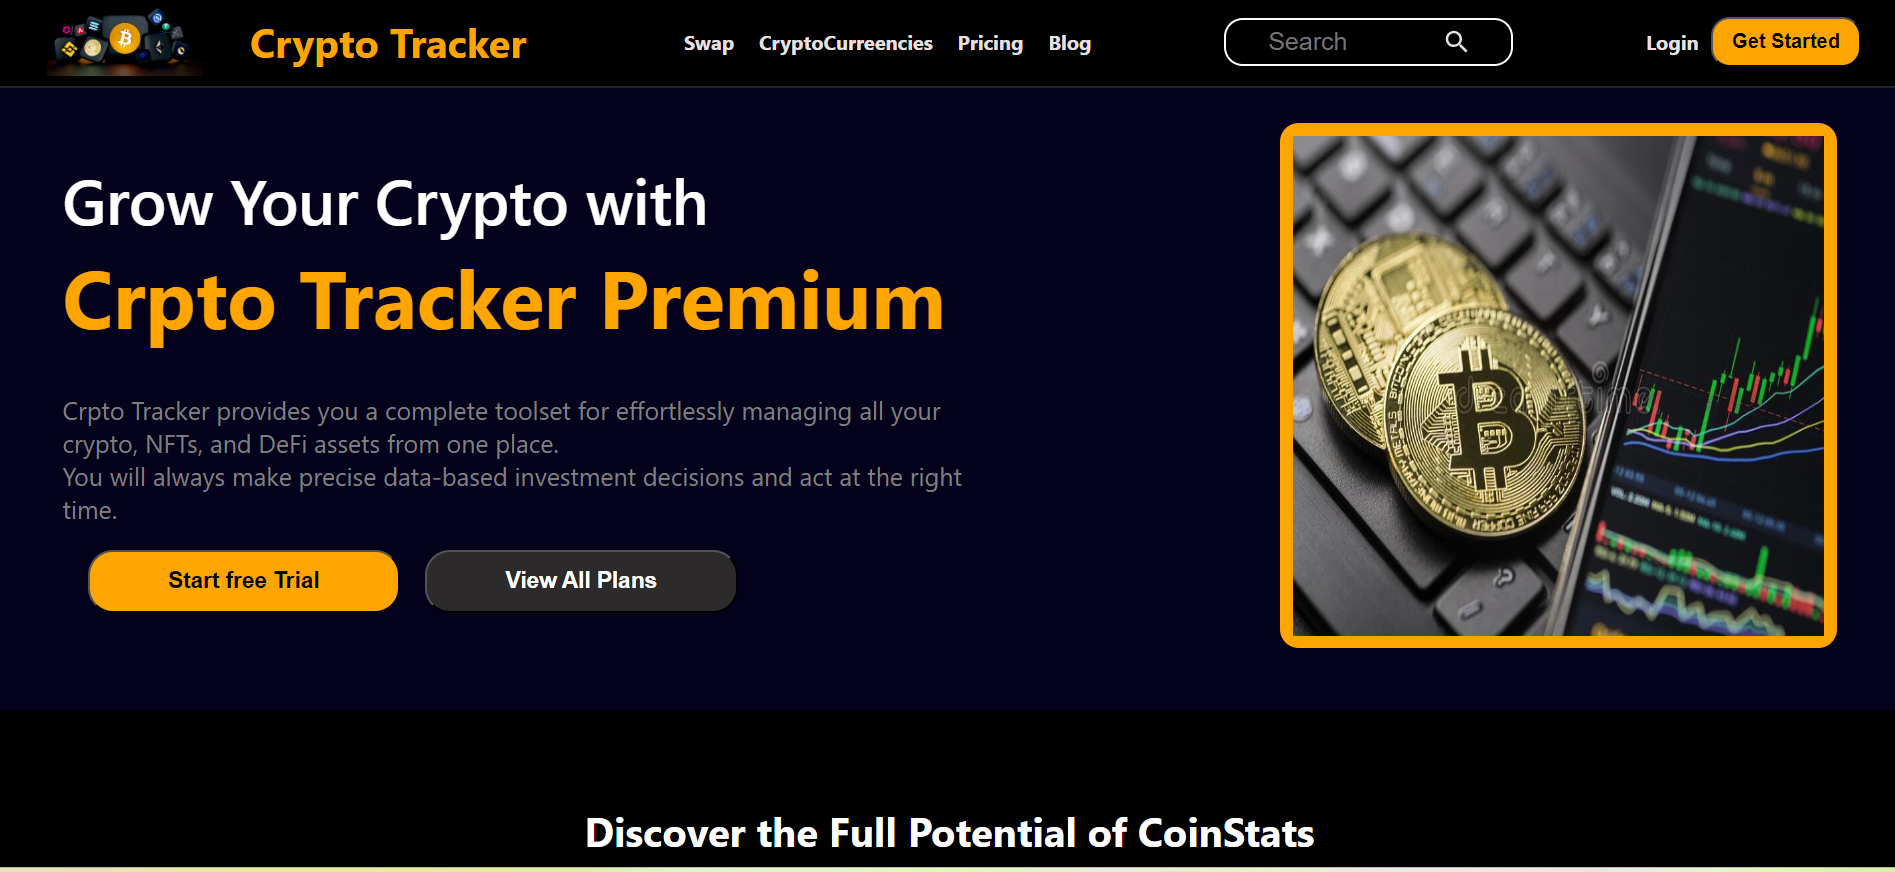 Crypto Tracker
Swap CryptoCurreencies Pricing Blog
Search
Login Get Started
Grow Your Crypto with
Crpto Tracker Premium
Crpto Tracker provides you a complete toolset for effortlessly managing all your
crypto, NFTs, and DeFi assets from one place.
You will always make precise data-based investment decisions and act at the right
time.
Start free Trial View All Plans
BITCOIN
Discover the Full Potential of CoinStats